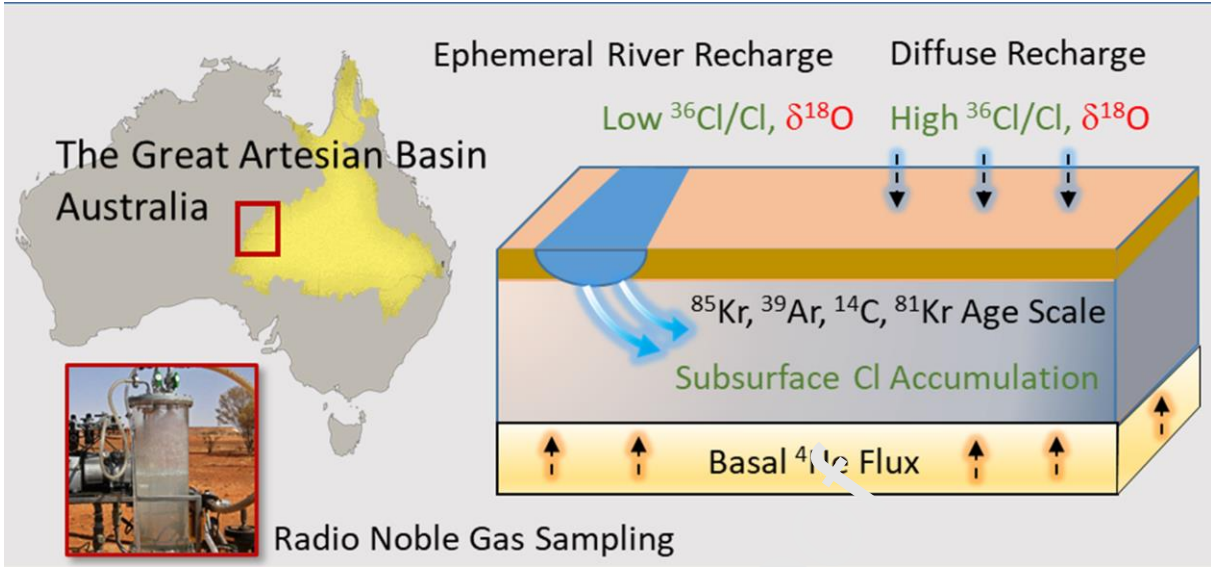 Ephemeral River Recharge
Diffuse Recharge
Low ³⁶Cl/Cl, δ¹⁸O
High ³⁶Cl/Cl, δ¹⁸O
The Great Artesian Basin
Australia
⁸⁵Kr, ³⁹Ar, ¹⁴C, ⁸¹Kr Age Scale
Subsurface Cl Accumulation
Basal Flux
Radio Noble Gas Sampling